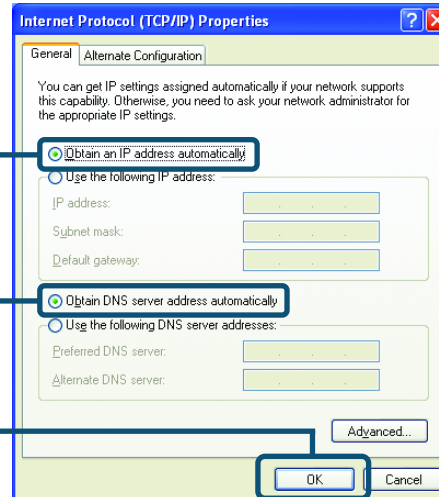 Internet Protocol (TCP/IP) Properties
General
Alternate Configuration
You can get IP settings assigned automatically if your network supports
this capability. Otherwise, you need to ask your network administrator for
the appropriate IP settings.
Obtain an IP address automatically
Use the following IP address:
IP address:
Subnet mask:
Default gateway:
Obtain DNS server address automatically
Use the following DNS server addresses:
Preferred DNS server:
Alternate DNS server:
Advanced...
OK
Cancel